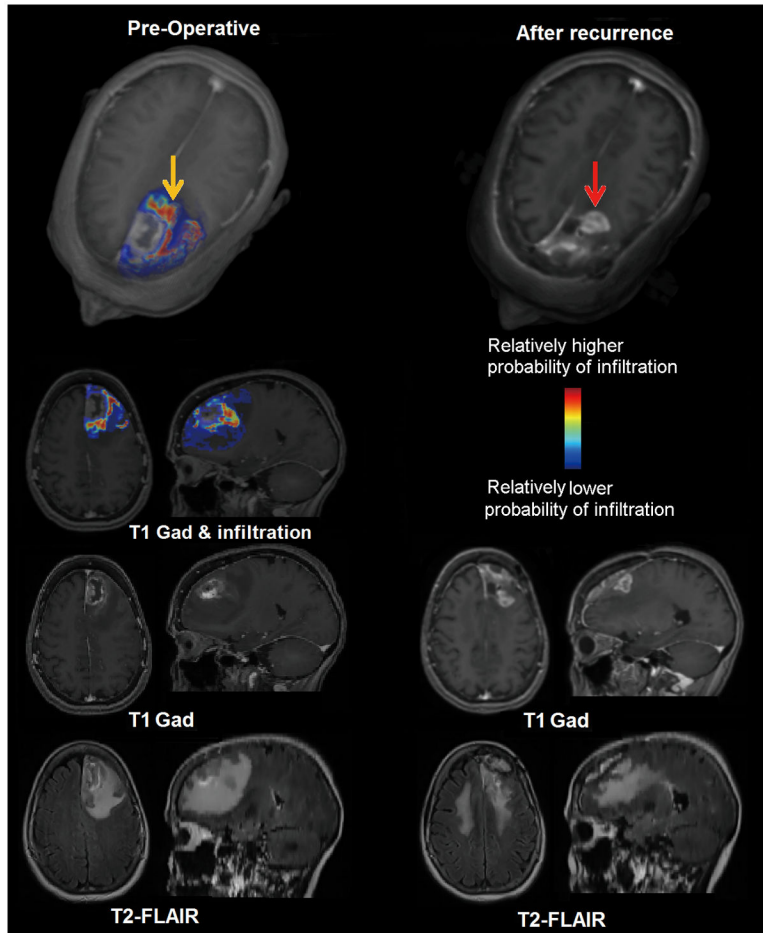 Pre-Operative
After recurrence
Relatively higher
probability of infiltration
Relatively lower
probability of infiltration
T1 Gad & infiltration
T1 Gad
T1 Gad
T2-FLAIR
T2-FLAIR